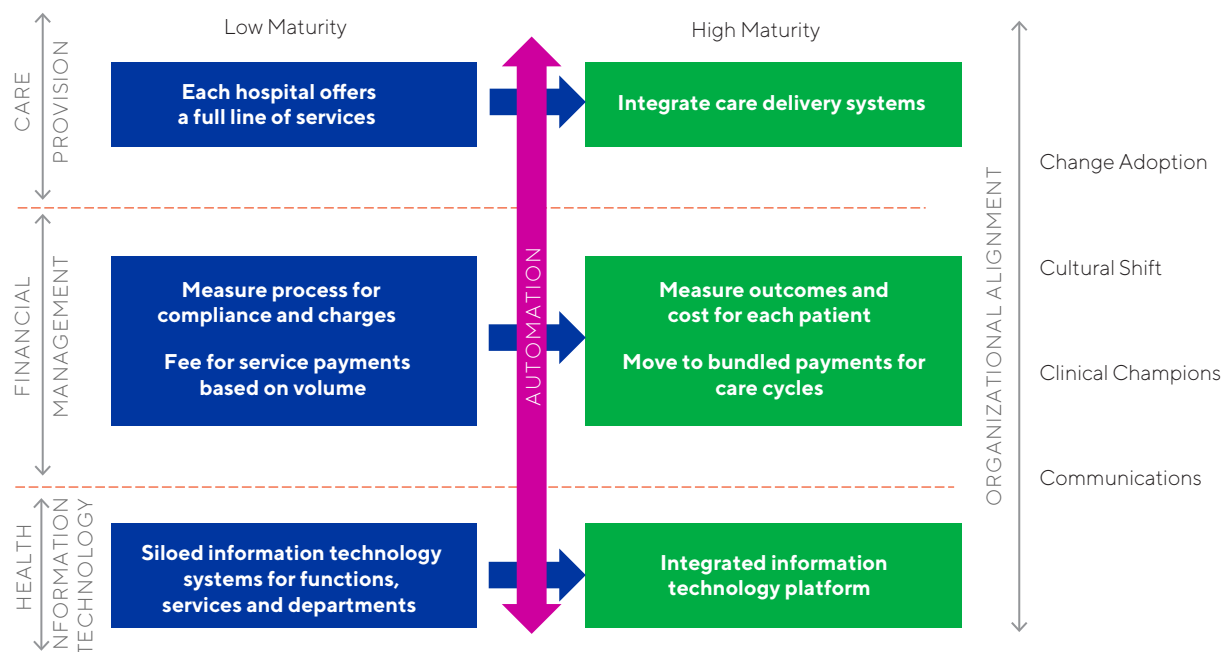 Low Maturity
High Maturity
CARE
PROVISION
Each hospital offers
a full line of services
Integrate care delivery systems
FINANCIAL
MANAGEMENT
Measure process for
compliance and charges
Fee for service payments
based on volume
Measure outcomes and
cost for each patient
Move to bundled payments for
care cycles
HEALTH
NFORMATION
TECHNOLOGY
Siloed information technology
systems for functions,
services and departments
Integrated information
technology platform
AUTOMATION
ORGANIZATIONAL ALIGNMENT
Change Adoption
Cultural Shift
Clinical Champions
Communications